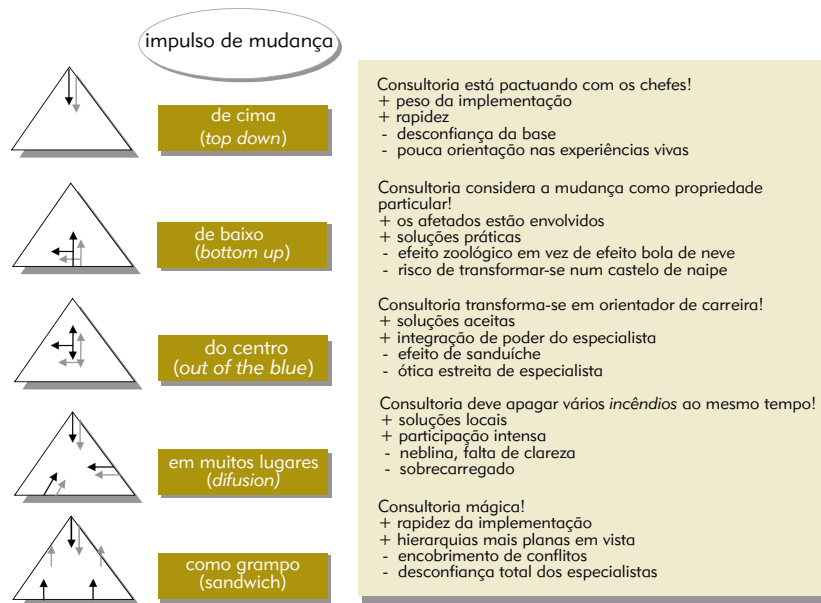 impulso de mudança
de cima
(top down)
Consultoria está pactuando com os chefes!
+ peso da implementação
+ rapidez
- desconfiança da base
- pouca orientação nas experiências vivas
de baixo
(bottom up)
Consultoria considera a mudança como propriedade
particular!
+ os afetados estão envolvidos
+ soluções práticas
- efeito zoológico em vez de efeito bola de neve
- risco de transformar-se num castelo de naipe
do centro
(out of the blue)
Consultoria transforma-se em orientador de carreira!
+ soluções aceitas
+ integração de poder do especialista
- efeito de sanduíche
- ótica estreita de especialista
em muitos lugares
(difusion)
Consultoria deve apagar vários incêndios ao mesmo tempo!
+ soluções locais
+ participação intensa
- neblina, falta de clareza
- sobrecarregado
como grampo
(sandwich)
Consultoria mágica!
+ rapidez da implementação
+ hierarquias mais planas em vista
- encobrimento de conflitos
- desconfiança total dos especialistas